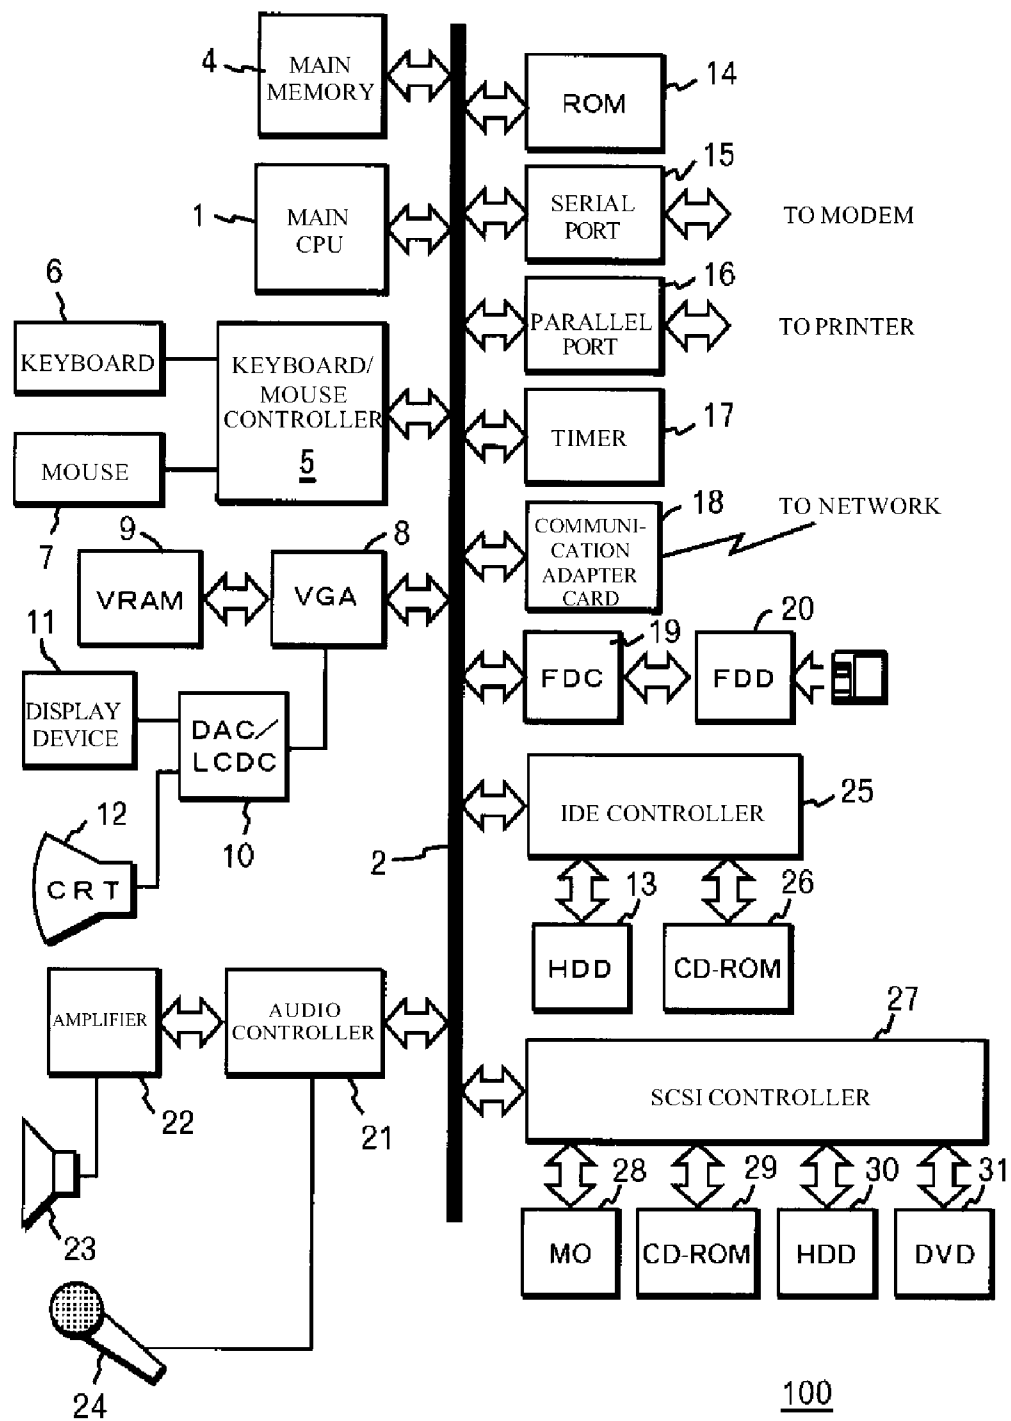 4
MAIN
MEMORY
14
ROM
1
MAIN
CPU
15
SERIAL
PORT
TO MODEM
16
PARALLEL
PORT
TO PRINTER
6
KEYBOARD
KEYBOARD/
MOUSE
CONTROLLER
5
MOUSE
7
TIMER
17
COMMUNI-
CATION
ADAPTER
CARD
18
TO NETWORK
9
VRAM
8
VGA
19
FDC
20
FDD
11
DISPLAY
DEVICE
DAC/
LCDC
10
12
CRT
2
IDE CONTROLLER
25
13
HDD
26
CD-ROM
AMPLIFIER
22
AUDIO
CONTROLLER
21
27
SCSI CONTROLLER
23
24
28
MO
29
CD-ROM
30
HDD
31
DVD
100